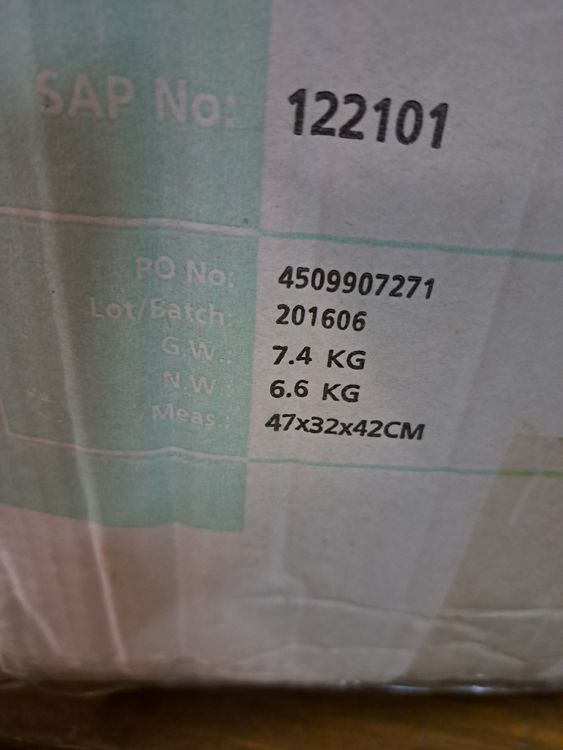 SAP No: 122101
PO No: 4509907271
Lot/Batch: 201606
G.W.: 7.4 KG
N.W.: 6.6 KG
Meas.: 47x32x42CM